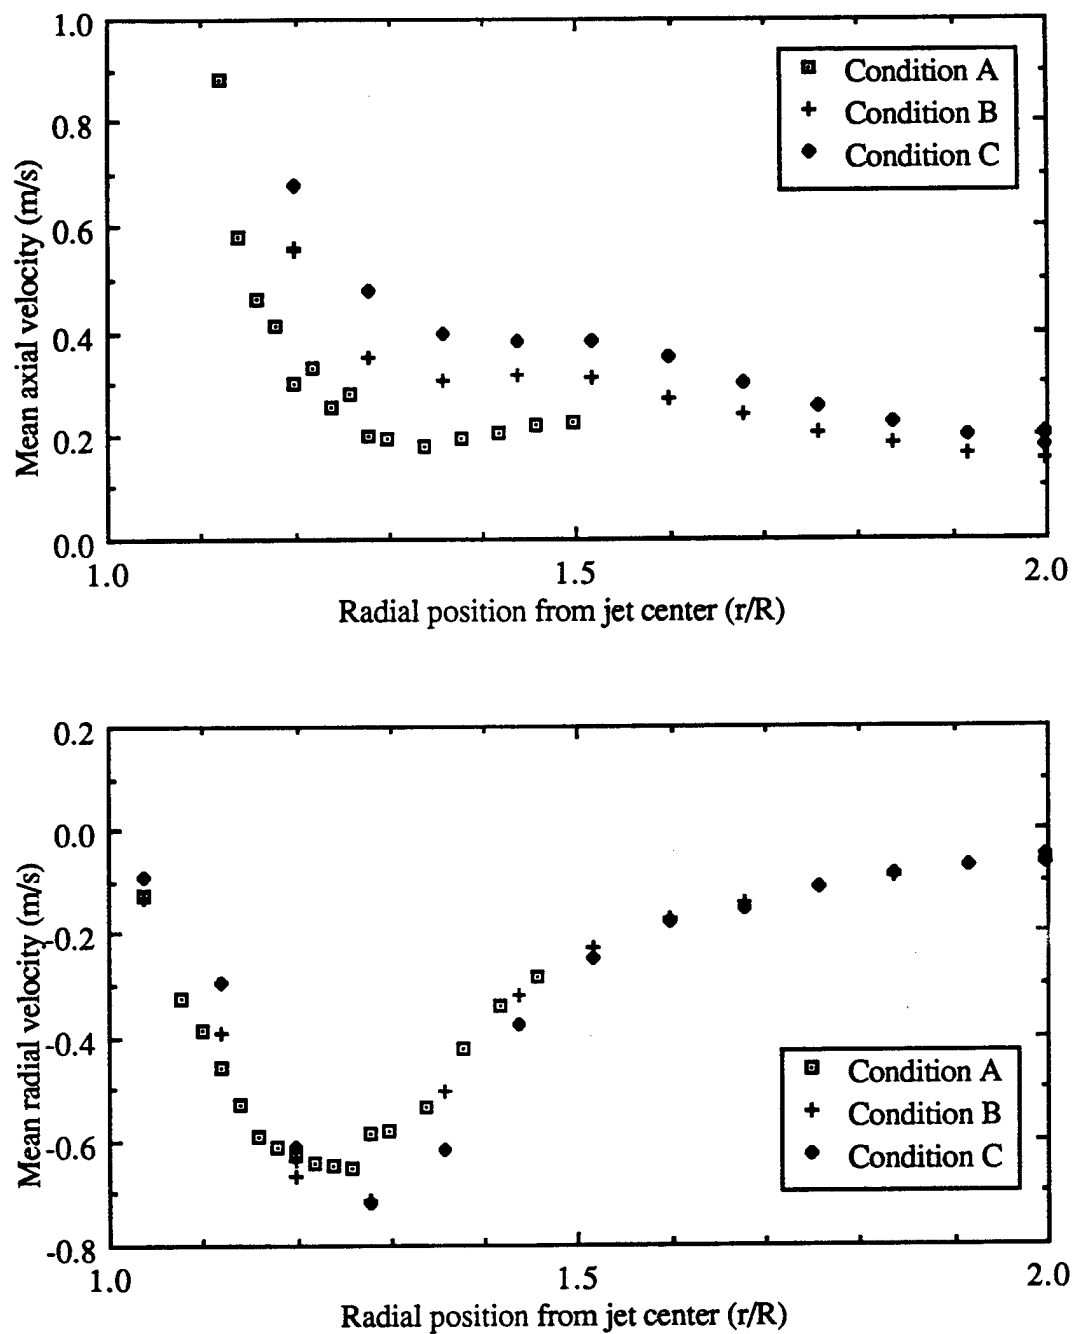 1.0
0.8
0.6
0.4
0.2
0.0
Mean axial velocity (m/s)
Condition A
Condition B
Condition C
1.0
1.5
2.0
Radial position from jet center (r/R)
0.2
0.0
-0.2
-0.4
-0.6
-0.8
Mean radial velocity (m/s)
Condition A
Condition B
Condition C
1.0
1.5
2.0
Radial position from jet center (r/R)